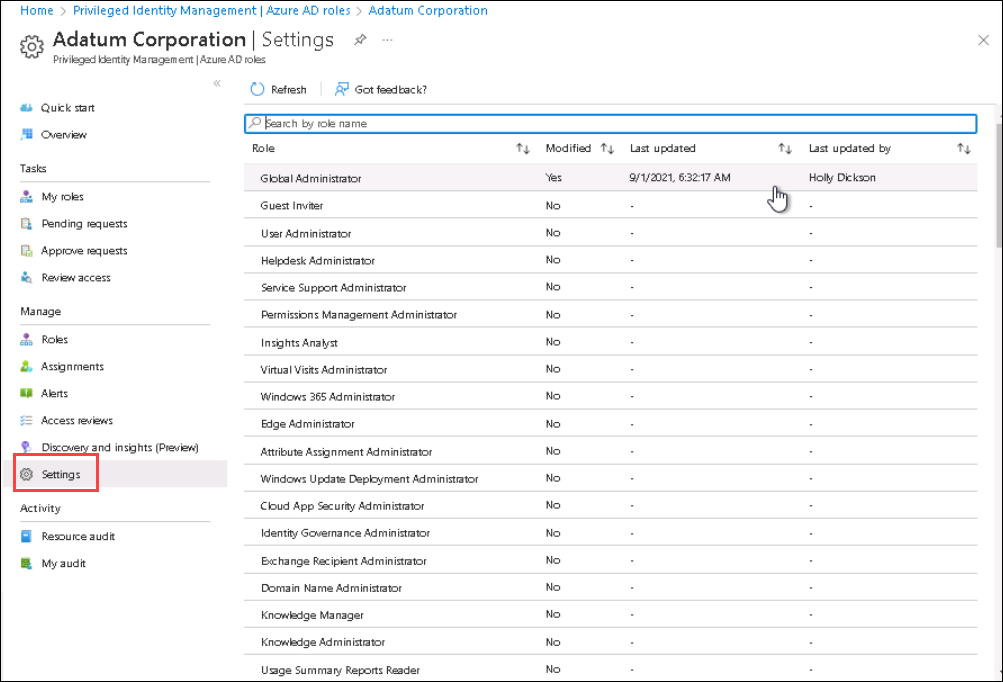 Home > Privileged Identity Management | Azure AD roles > Adatum Corporation
Adatum Corporation | Settings
Privileged Identity Management | Azure AD roles
Quick start
Overview
Tasks
My roles
Pending requests
Approve requests
Review access
Manage
Roles
Assignments
Alerts
Access reviews
Discovery and insights (Preview)
Settings
Activity
Resource audit
My audit
Refresh | Got feedback?
Search by role name
Role Modified Last updated Last updated by
Global Administrator Yes 9/1/2021, 6:32:17 AM Holly Dickson
Guest Inviter No - -
User Administrator No - -
Helpdesk Administrator No - -
Service Support Administrator No - -
Permissions Management Administrator No - -
Insights Analyst No - -
Virtual Visits Administrator No - -
Windows 365 Administrator No - -
Edge Administrator No - -
Attribute Assignment Administrator No - -
Windows Update Deployment Administrator No - -
Cloud App Security Administrator No - -
Identity Governance Administrator No - -
Exchange Recipient Administrator No - -
Domain Name Administrator No - -
Knowledge Manager No - -
Knowledge Administrator No - -
Usage Summary Reports Reader No - -